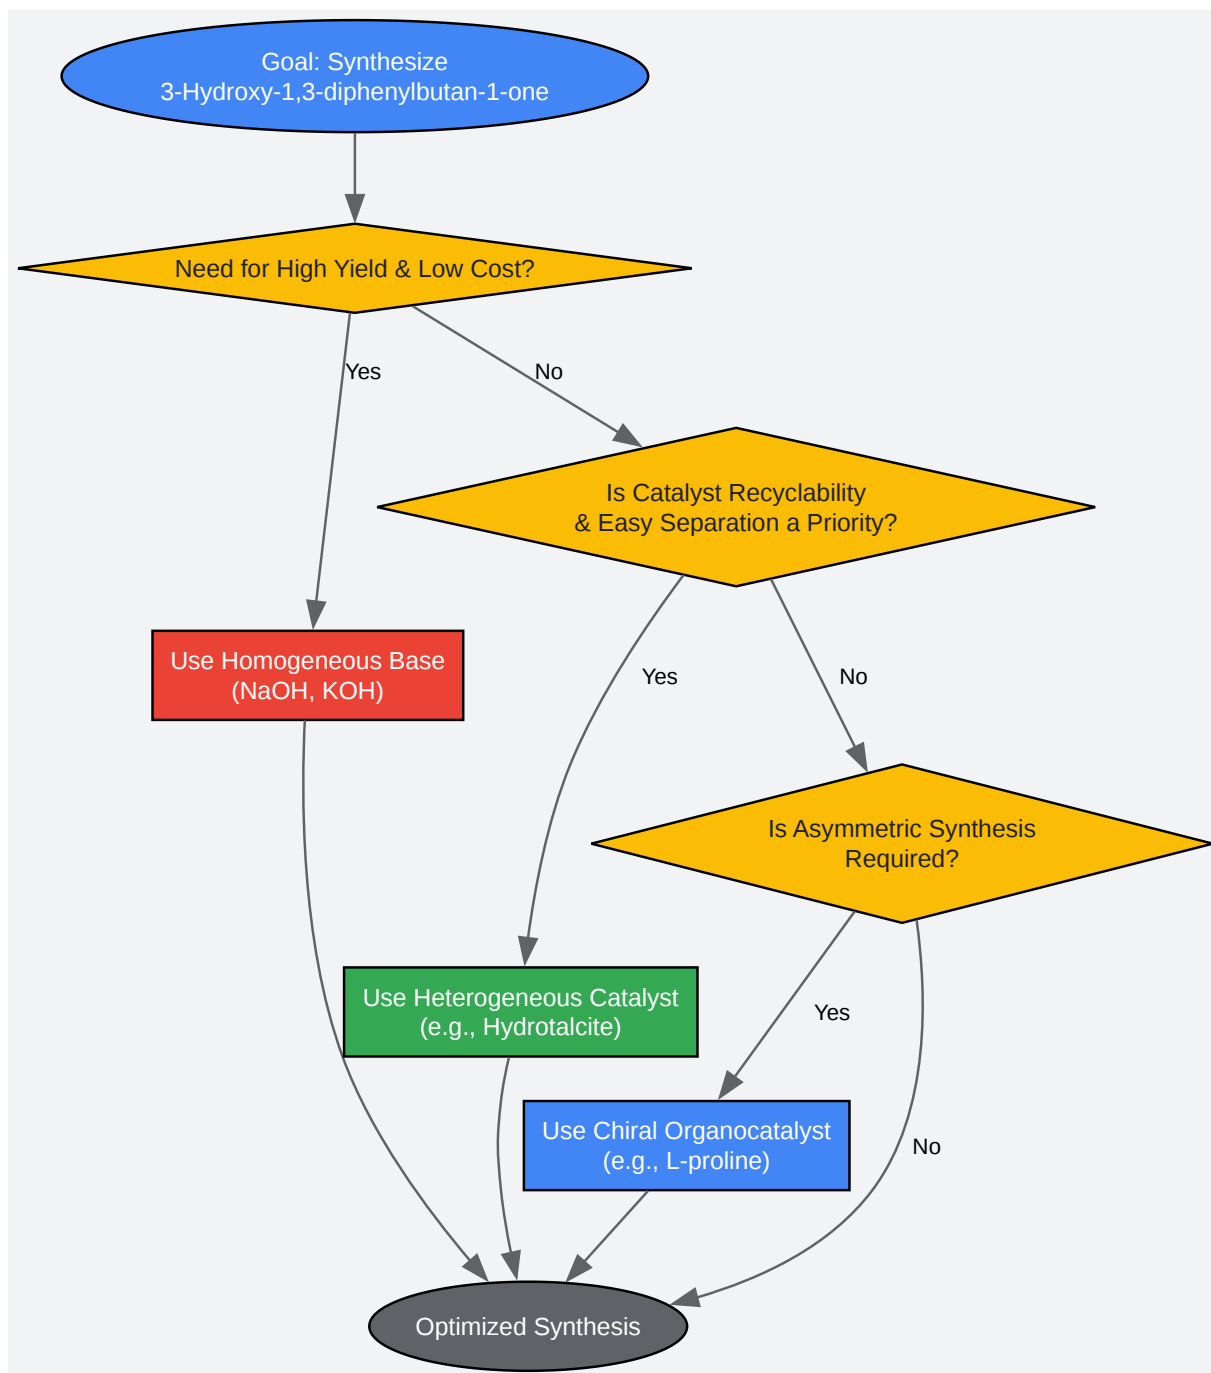 Goal: Synthesize
3-Hydroxy-1,3-diphenylbutan-1-one
Need for High Yield & Low Cost?
Yes
No
Is Catalyst Recyclability
& Easy Separation a Priority?
Use Homogeneous Base
(NaOH, KOH)
Yes
No
Is Asymmetric Synthesis
Required?
Use Heterogeneous Catalyst
(e.g., Hydrotalcite)
Yes
Use Chiral Organocatalyst
(e.g., L-proline)
No
Optimized Synthesis